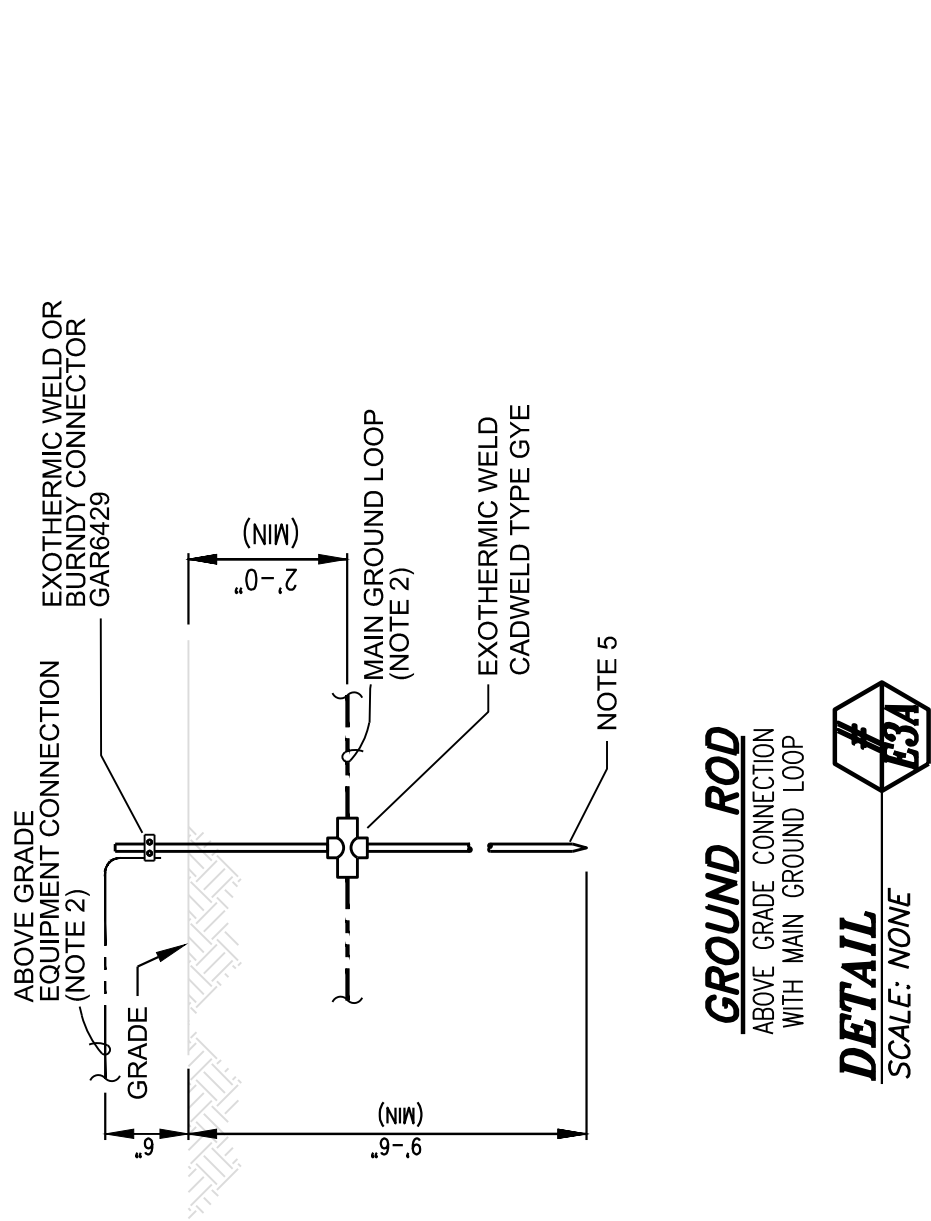 ABOVE GRADE
EQUIPMENT CONNECTION
(NOTE 2)
EXOTHERMIC WELD OR
BURNDY CONNECTOR
GAR6429
GRADE
6"
2'-0"
(MIN)
MAIN GROUND LOOP
(NOTE 2)
EXOTHERMIC WELD
CADWELD TYPE GYE
9'-6"
(MIN)
NOTE 5
GROUND ROD
ABOVE GRADE CONNECTION
WITH MAIN GROUND LOOP
DETAIL
SCALE: NONE
#
E3A